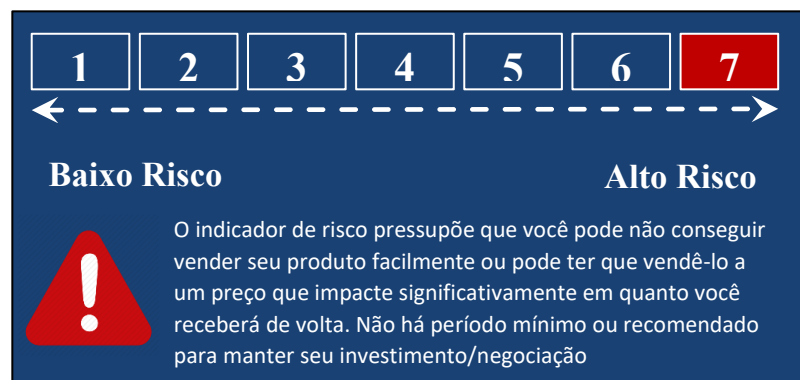 1 2 3 4 5 6 7
Baixo Risco Alto Risco
O indicador de risco pressupõe que você pode não conseguir
vender seu produto facilmente ou pode ter que vendê-lo a
um preço que impacte significativamente em quanto você
receberá de volta. Não há período mínimo ou recomendado
para manter seu investimento/negociação